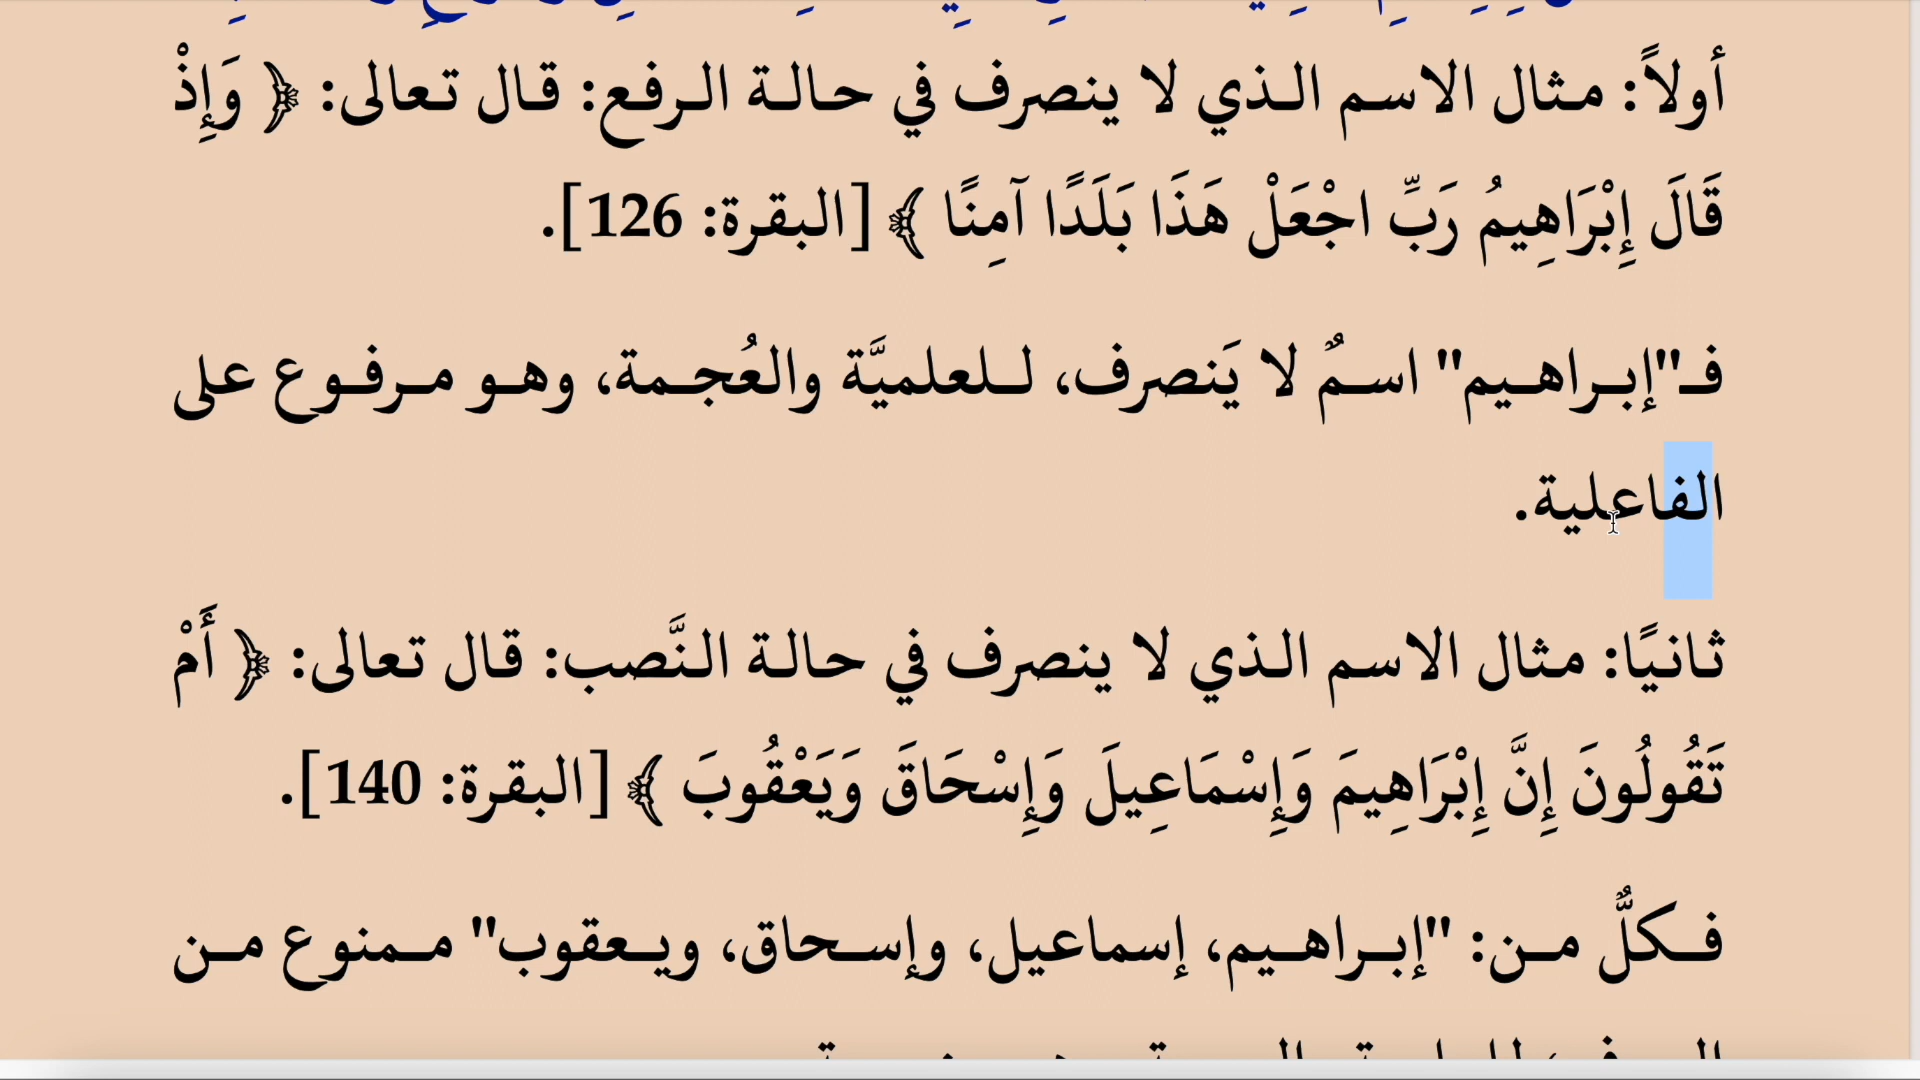 أولاً: مثال الاسم الذي لا ينصرف في حالة الرفع: قال تعالى: ﴿ وَإِذْ
قَالَ إِبْرَاهِيمُ رَبِّ اجْعَلْ هَذَا بَلَدًا آمِنًا ﴾ [البقرة: 126].
فـ"إبراهيم" اسمٌ لا يَنصرف، للعلميَّة والعُجمة، وهو مرفوع على
الفاعلية.
ثانيًا: مثال الاسم الذي لا ينصرف في حالة النَّصب: قال تعالى: ﴿ أَمْ
تَقُولُونَ إِنَّ إِبْرَاهِيمَ وَإِسْمَاعِيلَ وَإِسْحَاقَ وَيَعْقُوبَ ﴾ [البقرة: 140].
فكلٌّ من: "إبراهيم، إسماعيل، وإسحاق، ويعقوب" ممنوع من